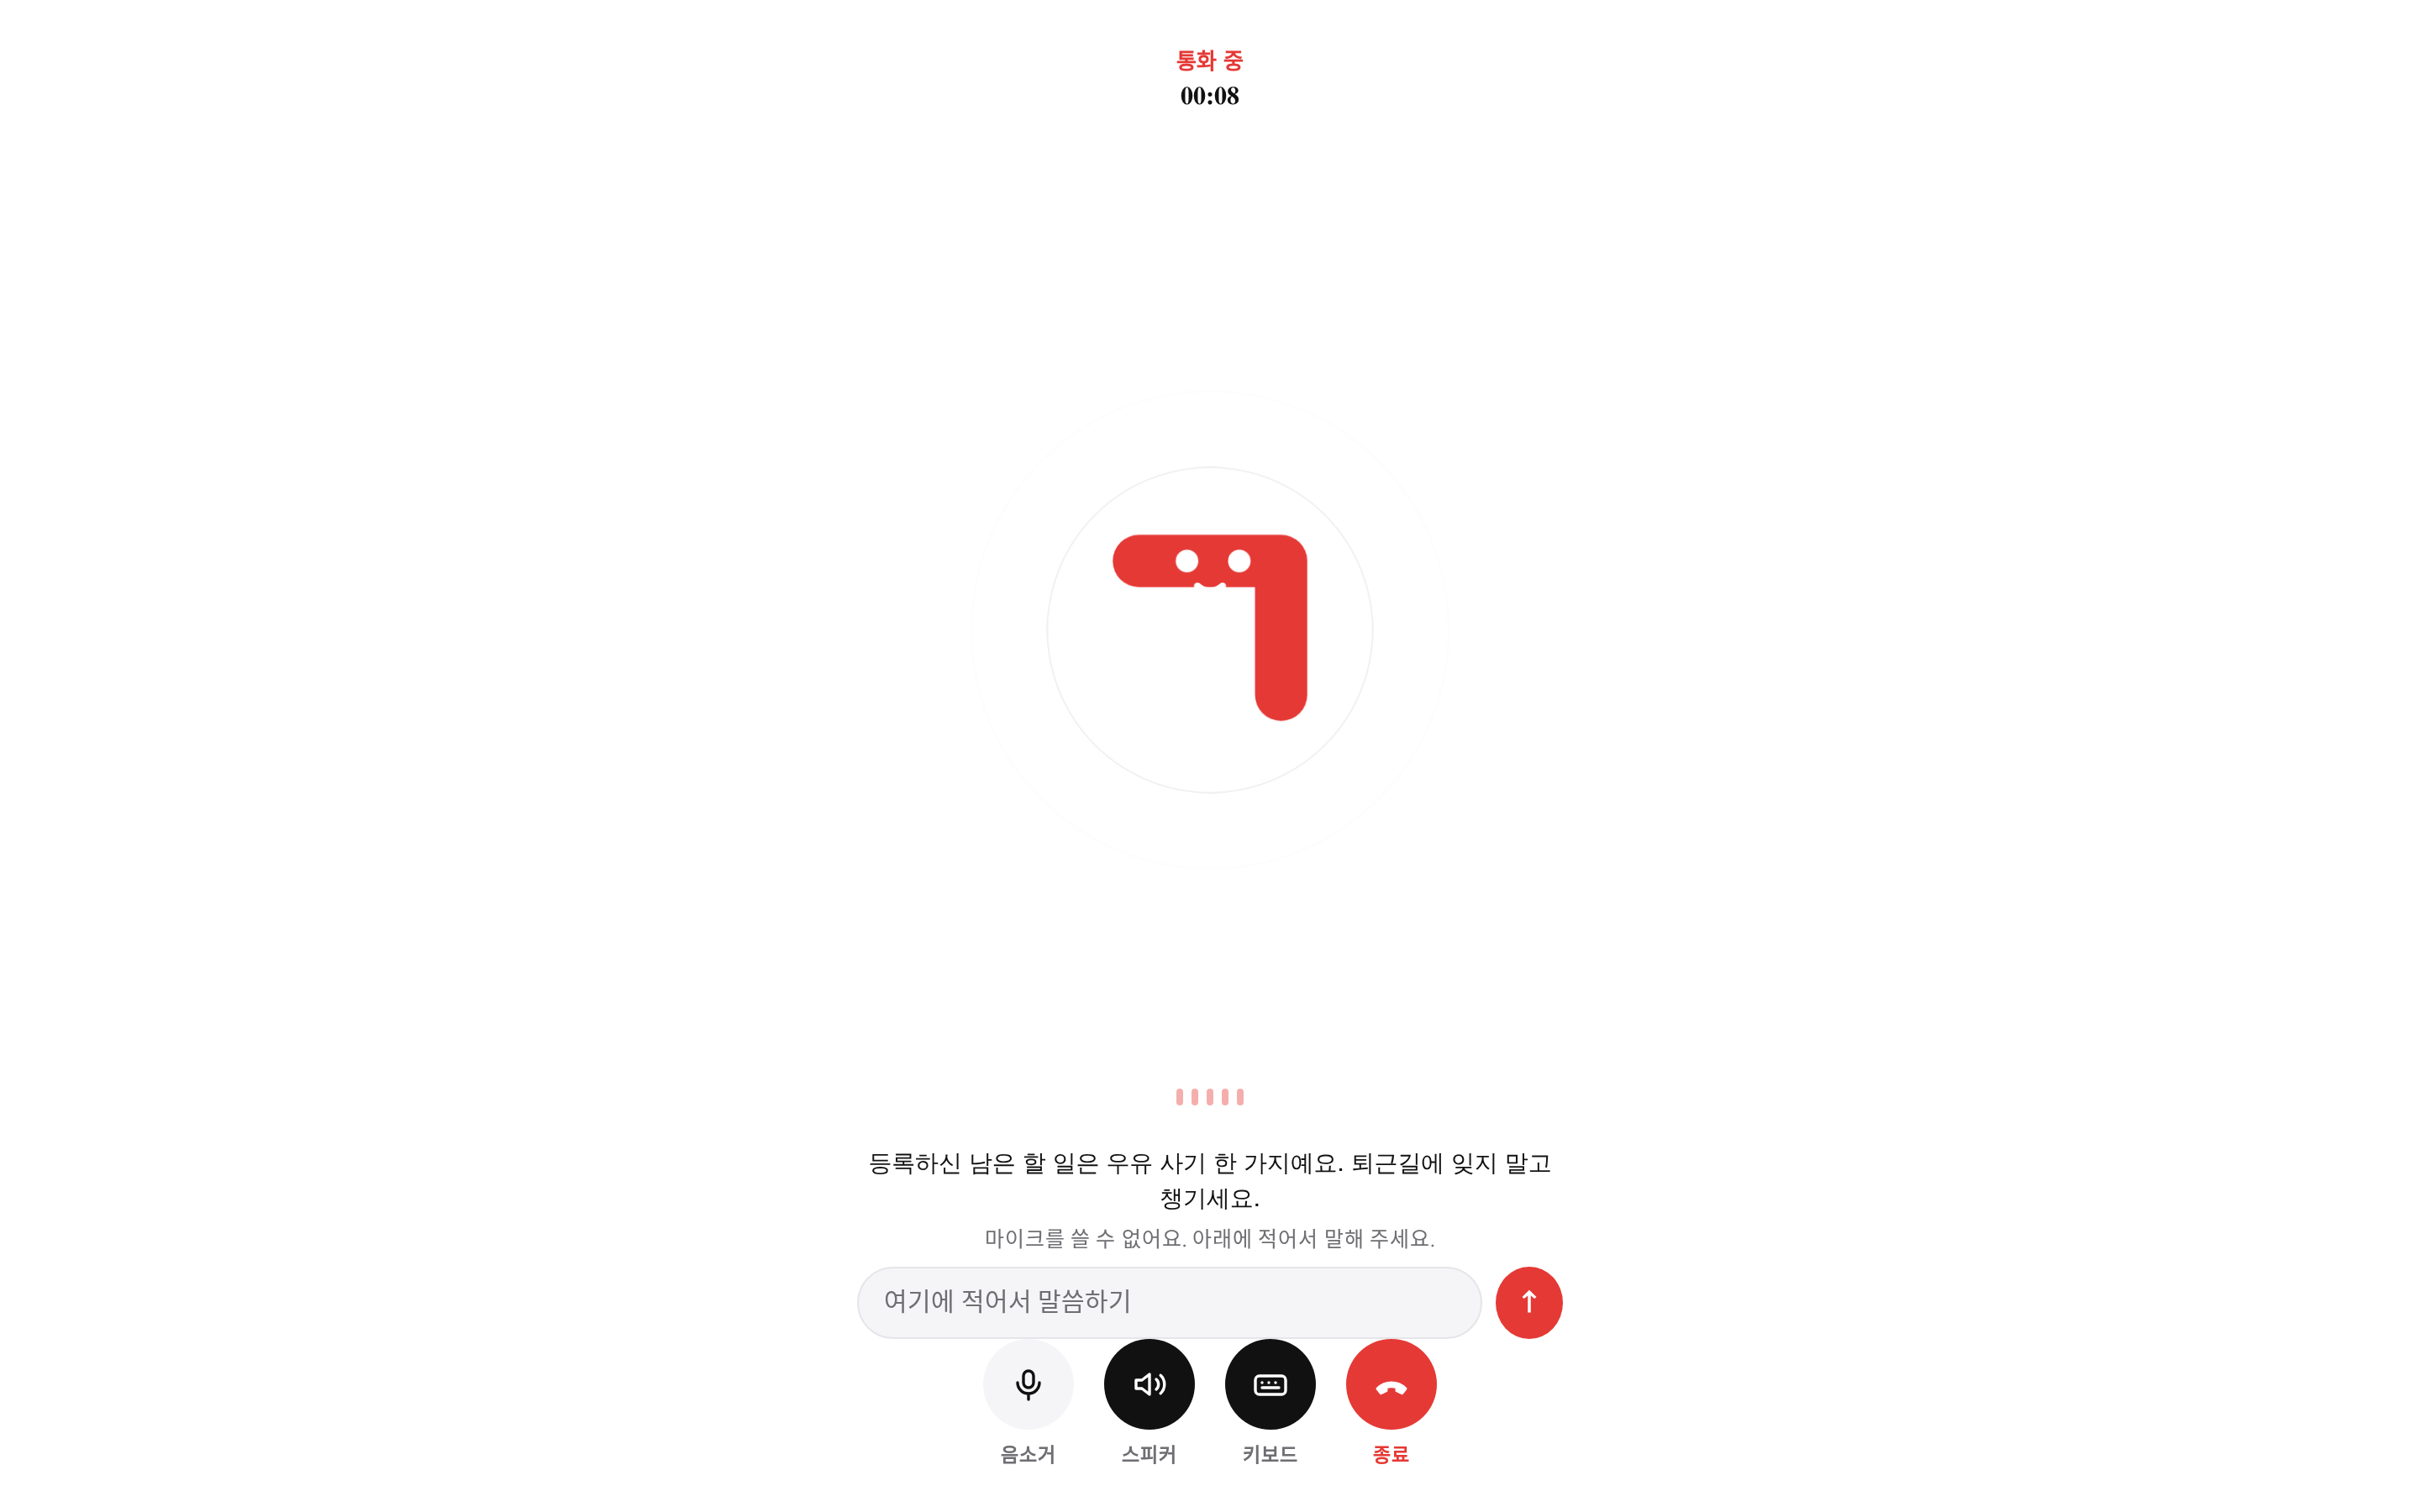 통화 중
00:08
등록하신 남은 할 일은 우유 사기 한 가지예요. 퇴근길에 잊지 말고
챙기세요.
마이크를 쓸 수 없어요. 아래에 적어서 말해 주세요.
여기에 적어서 말씀하기
음소거 스피커 키보드 종료